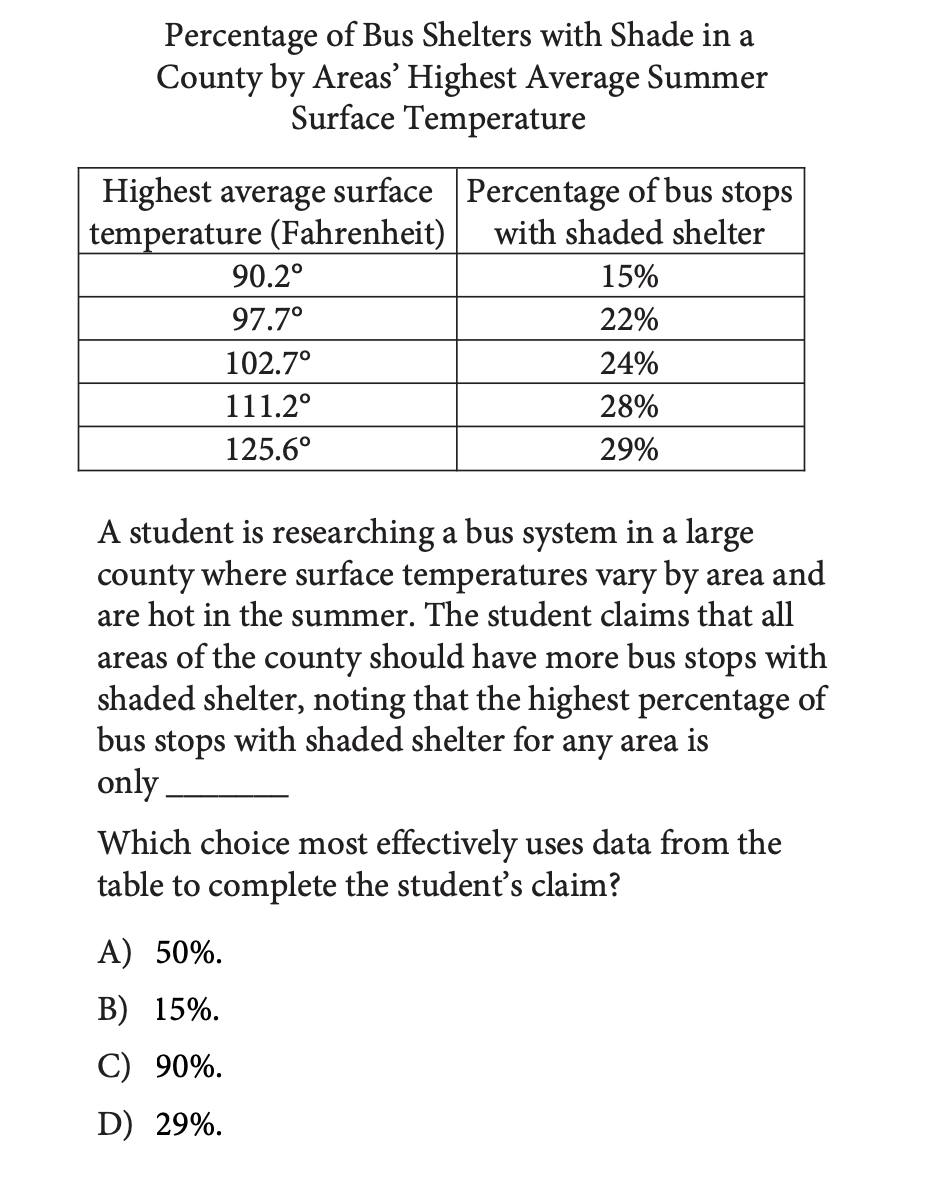 Percentage of Bus Shelters with Shade in a
County by Areas’ Highest Average Summer
Surface Temperature
Highest average surface temperature (Fahrenheit) Percentage of bus stops with shaded shelter
90.2° 15%
97.7° 22%
102.7° 24%
111.2° 28%
125.6° 29%
A student is researching a bus system in a large
county where surface temperatures vary by area and
are hot in the summer. The student claims that all
areas of the county should have more bus stops with
shaded shelter, noting that the highest percentage of
bus stops with shaded shelter for any area is
only _______
Which choice most effectively uses data from the
table to complete the student’s claim?
A) 50%.
B) 15%.
C) 90%.
D) 29%.